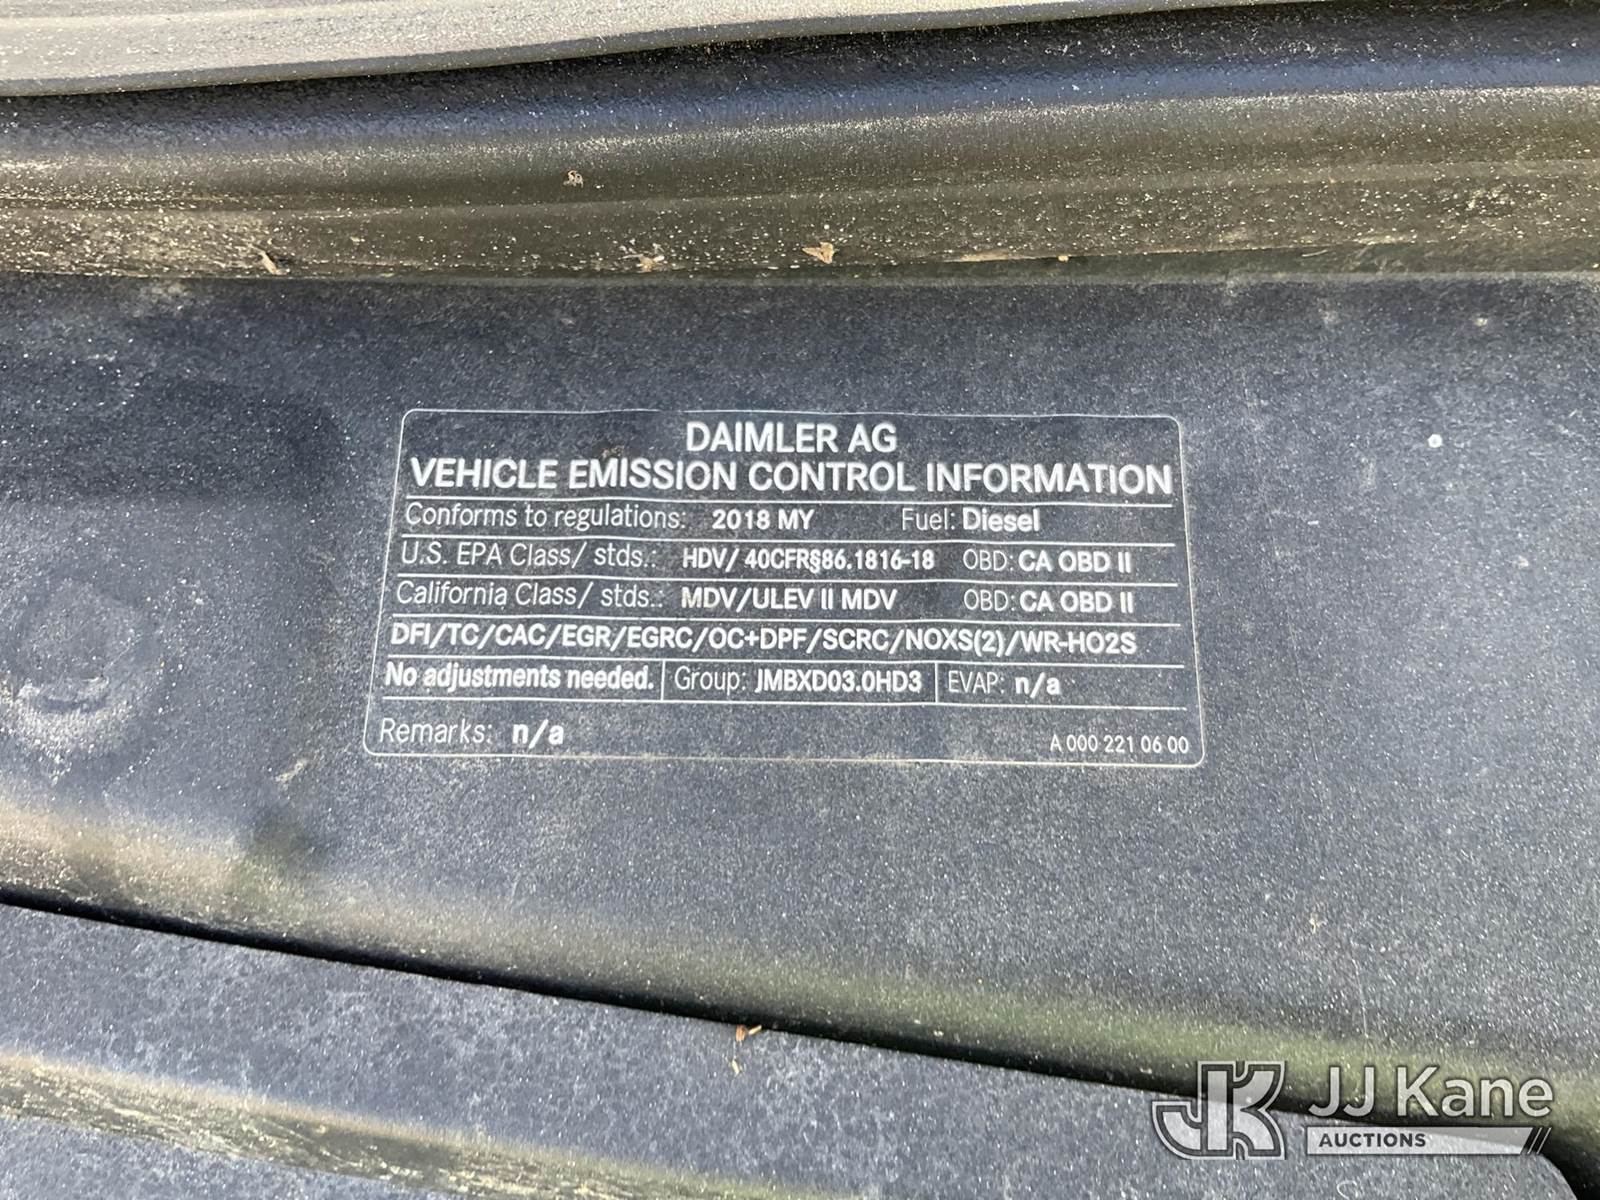 DAIMLER AG
VEHICLE EMISSION CONTROL INFORMATION
Conforms to regulations: 2018 MY Fuel: Diesel
U.S. EPA Class/ stds.: HDV/ 40CFR§86.1816-18 OBD: CA OBD II
California Class/ stds.: MDV/ULEV II MDV OBD: CA OBD II
DFI/TC/CAC/EGR/EGRC/OC+DPF/SCRC/NOXS(2)/WR-HO2S
No adjustments needed. Group: JMBXD03.0HD3 EVAP: n/a
Remarks: n/a A 000 221 06 00
JK JJ Kane
AUCTIONS